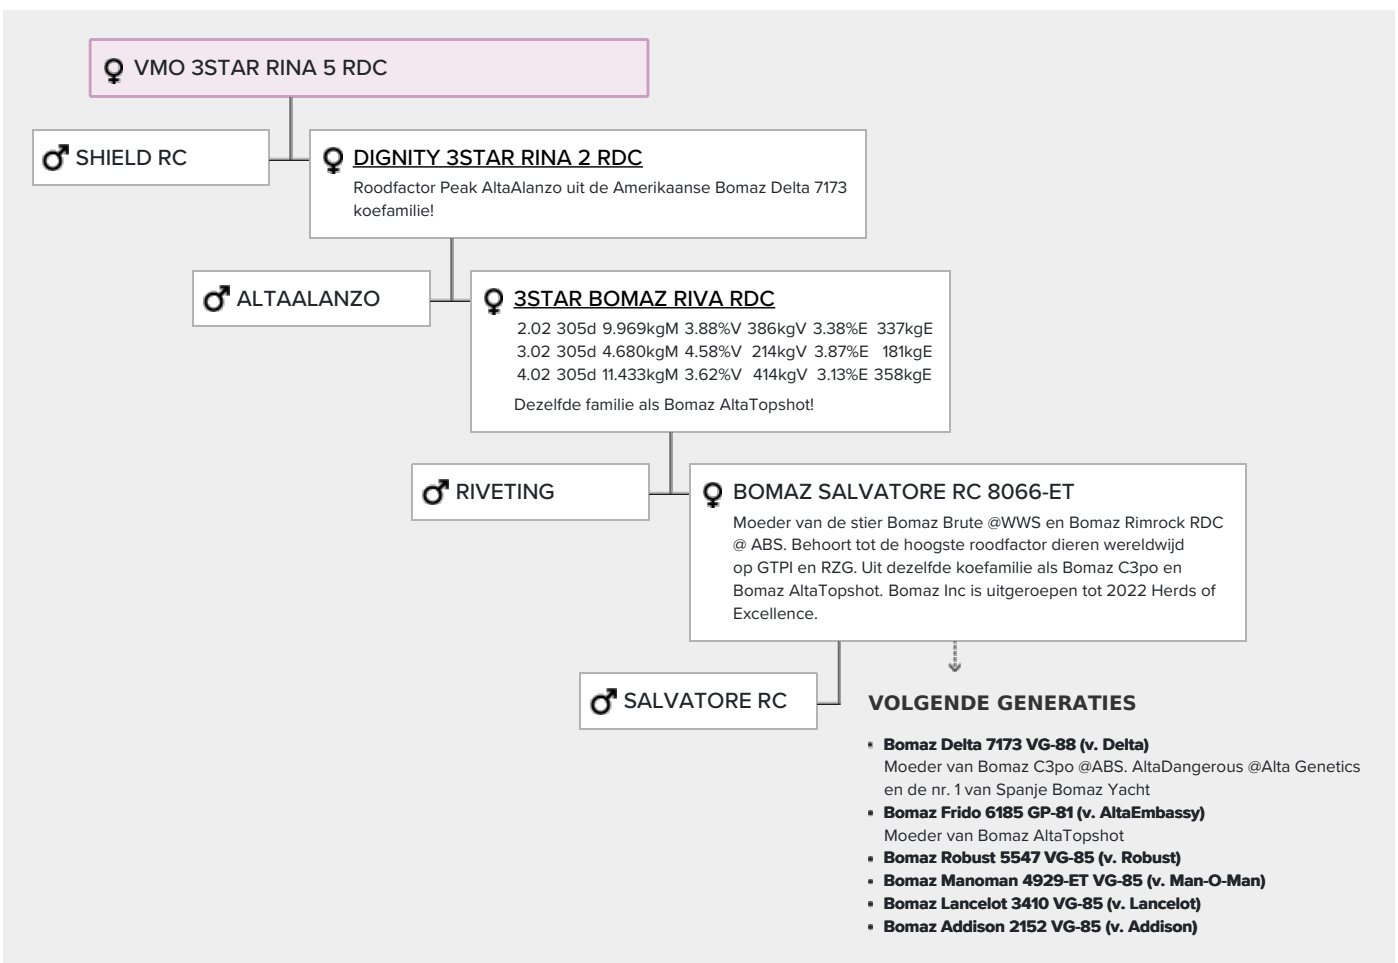 VMO 3STAR RINA 5 RDC
SHIELD RC
DIGNITY 3STAR RINA 2 RDC
Roodfactor Peak AltaAlanzo uit de Amerikaanse Bomaz Delta 7173
koefamilie!
ALTAALANZO
3STAR BOMAZ RIVA RDC
2.02 305d 9.969kgM 3.88%V 386kgV 3.38%E 337kgE
3.02 305d 4.680kgM 4.58%V 214kgV 3.87%E 181kgE
4.02 305d 11.433kgM 3.62%V 414kgV 3.13%E 358kgE
Dezelfde familie als Bomaz AltaTopshot!
RIVETING
BOMAZ SALVATORE RC 8066-ET
Moeder van de stier Bomaz Brute @WWS en Bomaz Rimrock RDC
@ ABS. Behoort tot de hoogste roodfactor dieren wereldwijd
op GTPI en RZG. Uit dezelfde koefamilie als Bomaz C3po en
Bomaz AltaTopshot. Bomaz Inc is uitgeroepen tot 2022 Herds of
Excellence.
SALVATORE RC
VOLGENDE GENERATIES
Bomaz Delta 7173 VG-88 (v. Delta)
Moeder van Bomaz C3po @ABS. AltaDangerous @Alta Genetics
en de nr. 1 van Spanje Bomaz Yacht
Bomaz Frido 6185 GP-81 (v. AltaEmbassy)
Moeder van Bomaz AltaTopshot
Bomaz Robust 5547 VG-85 (v. Robust)
Bomaz Manoman 4929-ET VG-85 (v. Man-O-Man)
Bomaz Lancelot 3410 VG-85 (v. Lancelot)
Bomaz Addison 2152 VG-85 (v. Addison)